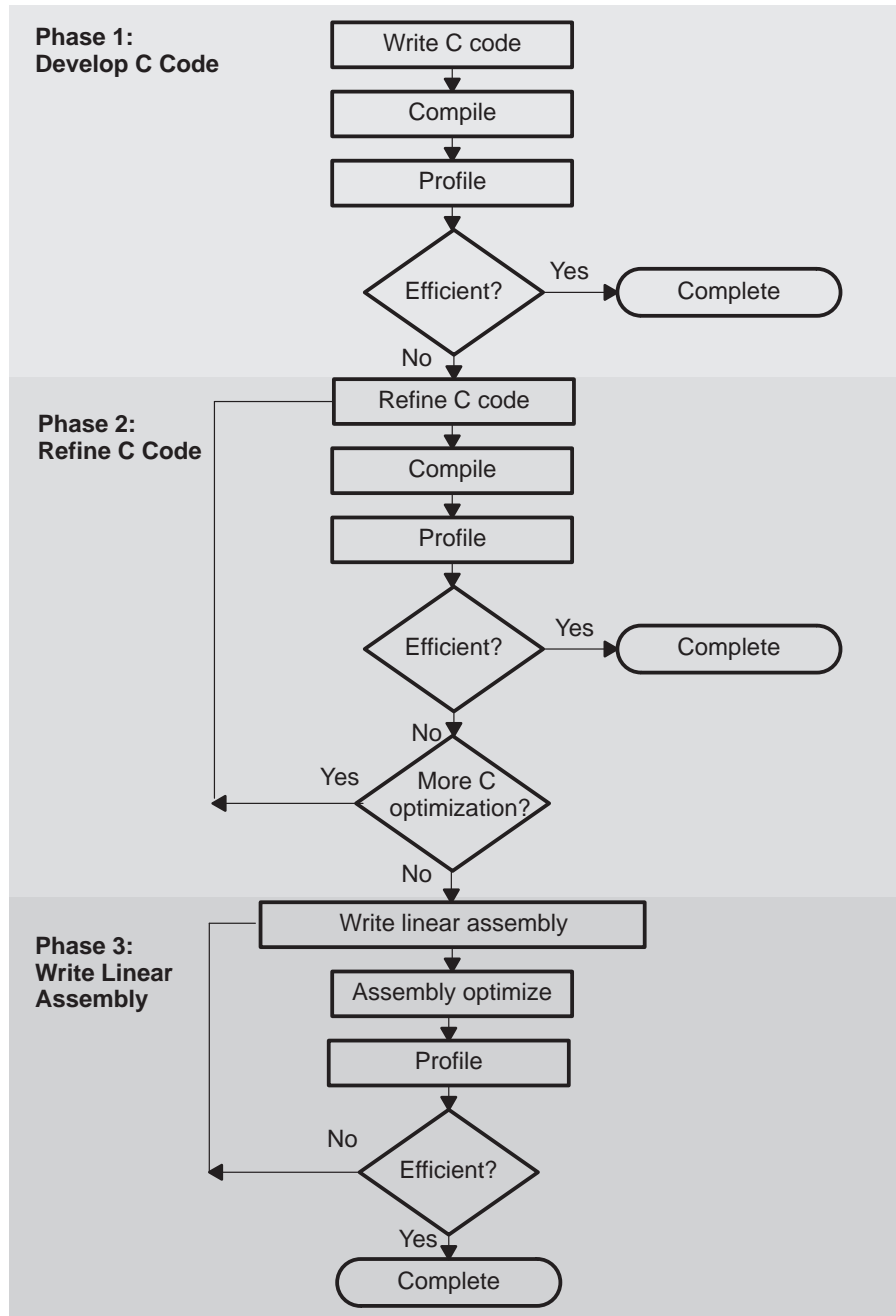 Phase 1:
Develop C Code
Write C code
Compile
Profile
Efficient?
Yes
Complete
No
Phase 2:
Refine C Code
Refine C code
Compile
Profile
Efficient?
Yes
Complete
No
More C
optimization?
Yes
No
Phase 3:
Write Linear
Assembly
Write linear assembly
Assembly optimize
Profile
Efficient?
No
Yes
Complete